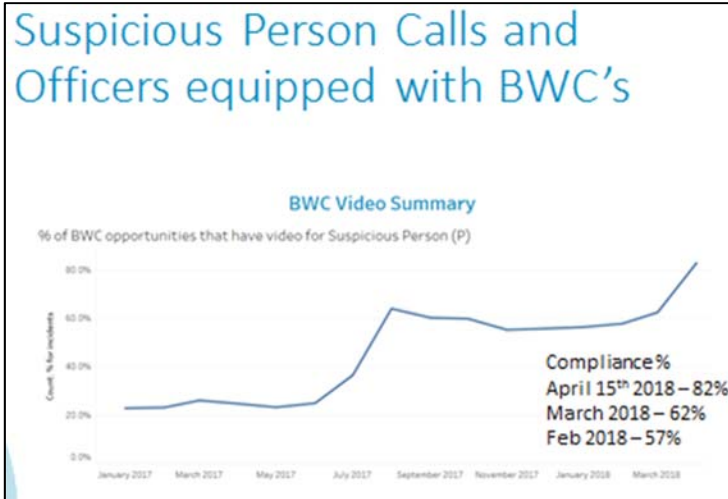 Suspicious Person Calls and
Officers equipped with BWC's
BWC Video Summary
% of BWC opportunities that have video for Suspicious Person (P)
80.0%
60.0%
40.0%
20.0%
0.0%
Count, % for incidents
Compliance%
April 15th 2018 – 82%
March 2018 – 62%
Feb 2018 – 57%
January 2017 March 2017 May 2017 July 2017 September 2017 November 2017 January 2018 March 2018